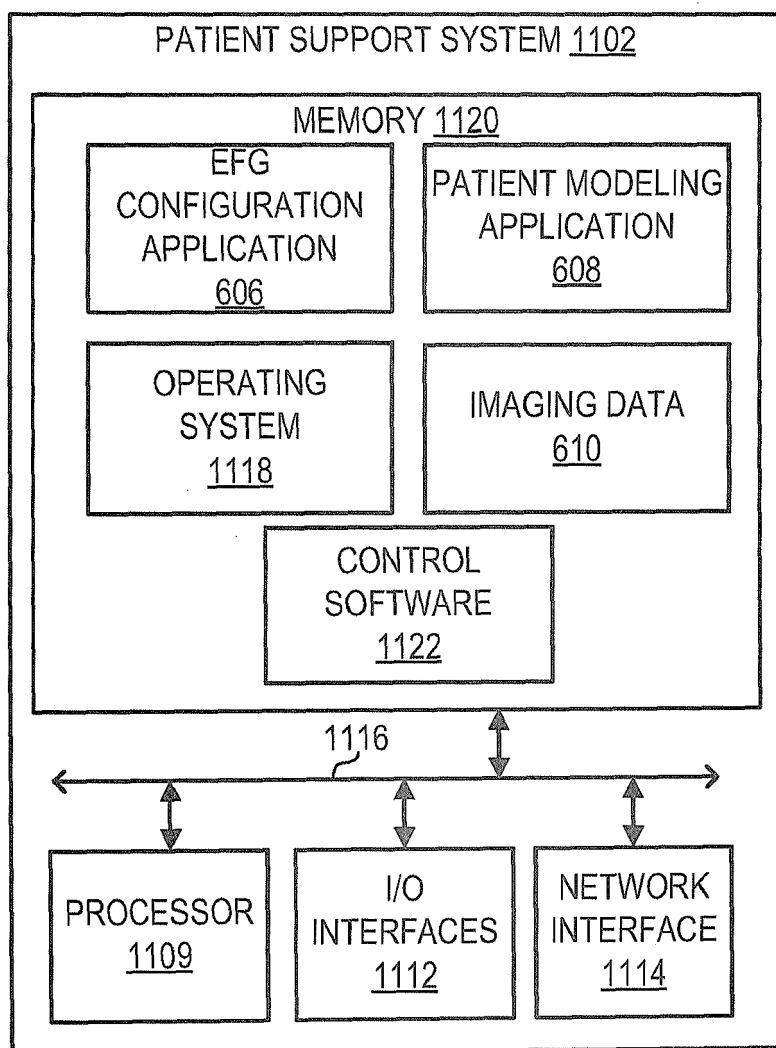 PATIENT SUPPORT SYSTEM 1102
MEMORY 1120
EFG
CONFIGURATION
APPLICATION
606
PATIENT MODELING
APPLICATION
608
OPERATING
SYSTEM
1118
IMAGING DATA
610
CONTROL
SOFTWARE
1122
1116
PROCESSOR
1109
I/O
INTERFACES
1112
NETWORK
INTERFACE
1114